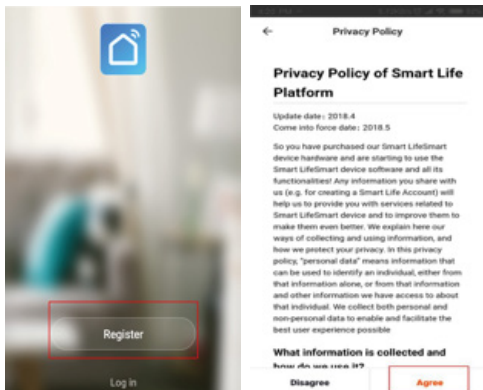 Register
Log in
Privacy Policy
Privacy Policy of Smart Life
Platform
Update date: 2018.4
Come into force date: 2018.5
So you have purchased our Smart LifeSmart
device hardware and are starting to use the
Smart LifeSmart device software and all its
functionalities! Any information you share with
us (e.g. for creating a Smart Life Account) will
help us to provide you with services related to
Smart LifeSmart device and to improve them to
make them even better. We explain here our
ways of collecting and using information, and
how we protect your privacy. In this privacy
policy, "personal data" means information that
can be used to identify an individual, either from
that information alone, or from that information
and other information we have access to about
that individual. We collect both personal and
non-personal data to enable and facilitate the
best user experience possible
What information is collected and
how do we use it?
Disagree
Agree